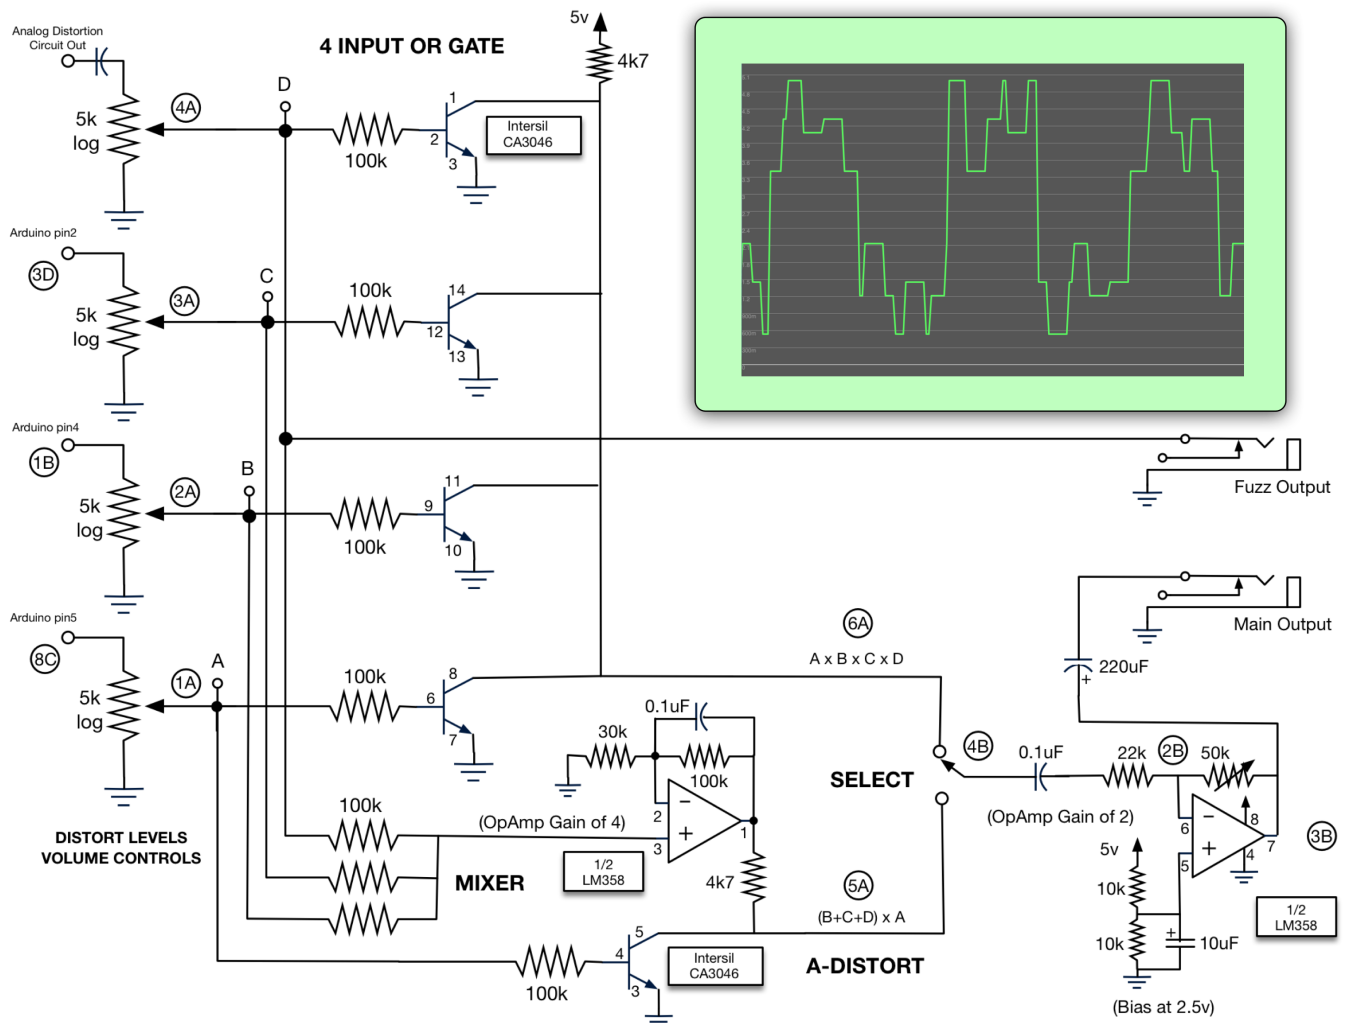 Analog Distortion
Circuit Out
4 INPUT OR GATE
5v
4k7
D
4A
5k
log
100k
1
2
3
Intersil
CA3046
Arduino pin2
3D
C
3A
5k
log
100k
14
12
13
Fuzz Output
Arduino pin4
1B
B
2A
5k
log
100k
11
9
10
Main Output
220uF
+
Arduino pin5
8C
A
1A
5k
log
100k
8
6
7
6A
A x B x C x D
0.1uF
30k
100k
SELECT
4B
0.1uF
22k
2B
50k
(OpAmp Gain of 2)
DISTORT LEVELS
VOLUME CONTROLS
100k
(OpAmp Gain of 4)
−
2
+
3
1
1/2
LM358
MIXER
4k7
5A
(B+C+D) x A
5v
10k
10k
+
10uF
−
6
+
5
8
4
7
3B
1/2
LM358
100k
5
4
3
Intersil
CA3046
A-DISTORT
(Bias at 2.5v)